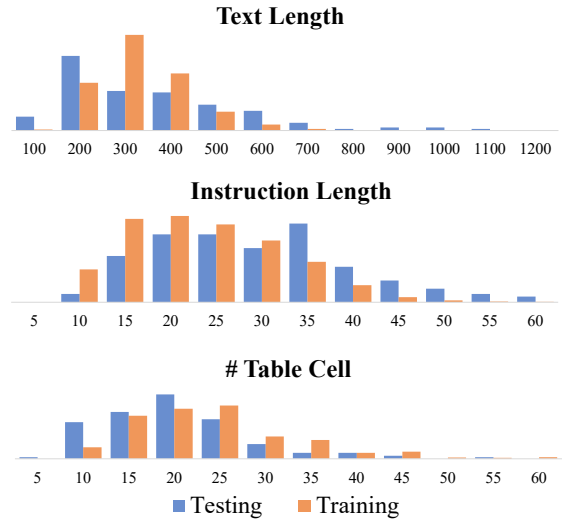 Text Length
100 200 300 400 500 600 700 800 900 1000 1100 1200
Instruction Length
5 10 15 20 25 30 35 40 45 50 55 60
# Table Cell
5 10 15 20 25 30 35 40 45 50 55 60
Testing Training